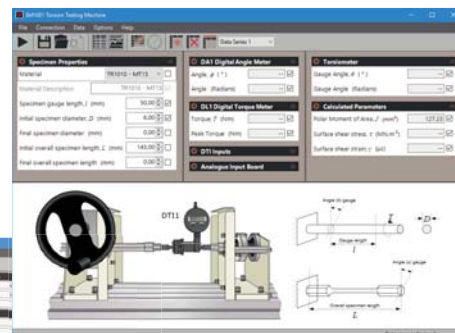 SM1001 Torsion Testing Machine
File Connection Data Options Help
Data Series 1
Specimen Properties
Material TR1010 - MT15
Material Description TR1010 - MT15
Specimen gauge length, l (mm) 50.00
Initial specimen diameter, D (mm) 6.00
Final specimen diameter (mm) 0.00
Initial overall specimen length, L (mm) 143.00
Final overall specimen length (mm) 0.00
DA1 Digital Angle Meter
Angle, θ (°)
Angle (Radians)
DL1 Digital Torque Meter
Torque T (Nm)
Peak Torque (Nm)
DTI Inputs
Analogue Input Board
Torsiometer
Gauge Angle, θ (°)
Gauge Angle (Radians)
Calculated Parameters
Polar Moment of Area, J (mm⁴) 127.23
Surface shear stress, τ (MN.m⁻²)
Surface shear strain, γ (με)
DTI1
Angle (θ) gauge
T
D
Gauge length
l
Angle (θ) gauge
Overall specimen length
L